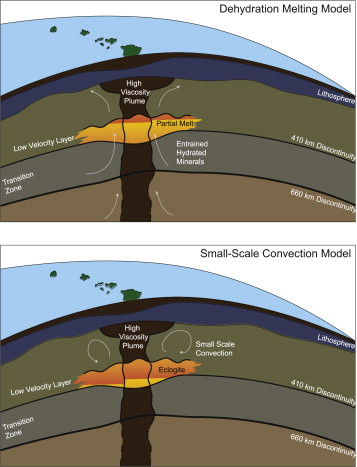 Dehydration Melting Model
Lithosphere
High
Viscosity
Plume
Partial Melt
Low Velocity Layer
Entrained
Hydrated
Minerals
410 km Discontinuity
Transition
Zone
660 km Discontinuity
Small-Scale Convection Model
Lithosphere
High
Viscosity
Plume
Small Scale
Convection
Eclogite
Low Velocity Layer
410 km Discontinuity
Transition
Zone
660 km Discontinuity